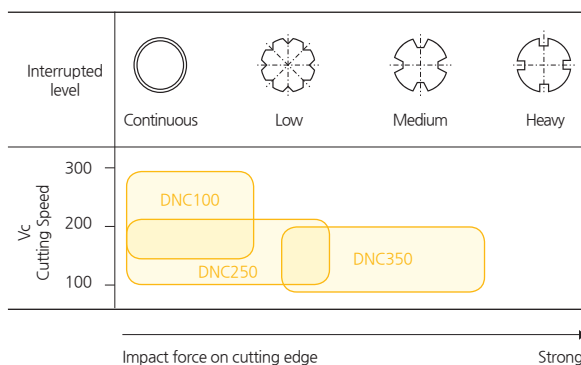 Interrupted
level
Continuous
Low
Medium
Heavy
Vc
Cutting Speed
300
200
100
DNC100
DNC250
DNC350
Impact force on cutting edge
Strong